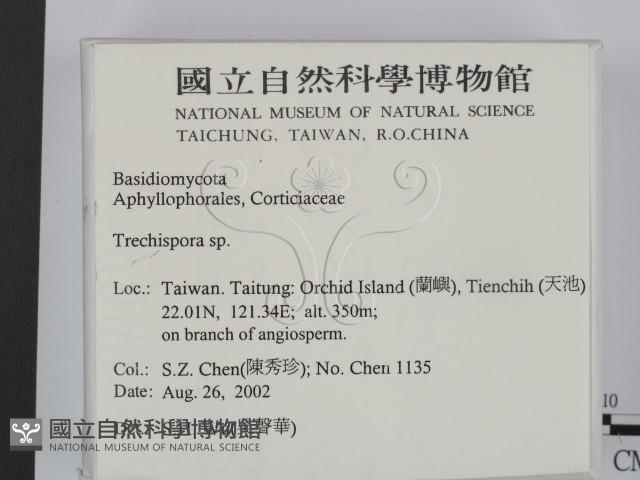 國立自然科學博物館
NATIONAL MUSEUM OF NATURAL SCIENCE
TAICHUNG, TAIWAN, R.O.CHINA
Basidiomycota
Aphyllophorales, Corticiaceae
Trechispora sp.
Loc.: Taiwan. Taitung: Orchid Island (蘭嶼), Tienchih (天池)
22.01N, 121.34E; alt. 350m;
on branch of angiosperm.
Col.: S.Z. Chen(陳秀珍); No. Chen 1135
Date: Aug. 26, 2002
聲華)
國立自然科學博物館
NATIONAL MUSEUM OF NATURAL SCIENCE
10
CM